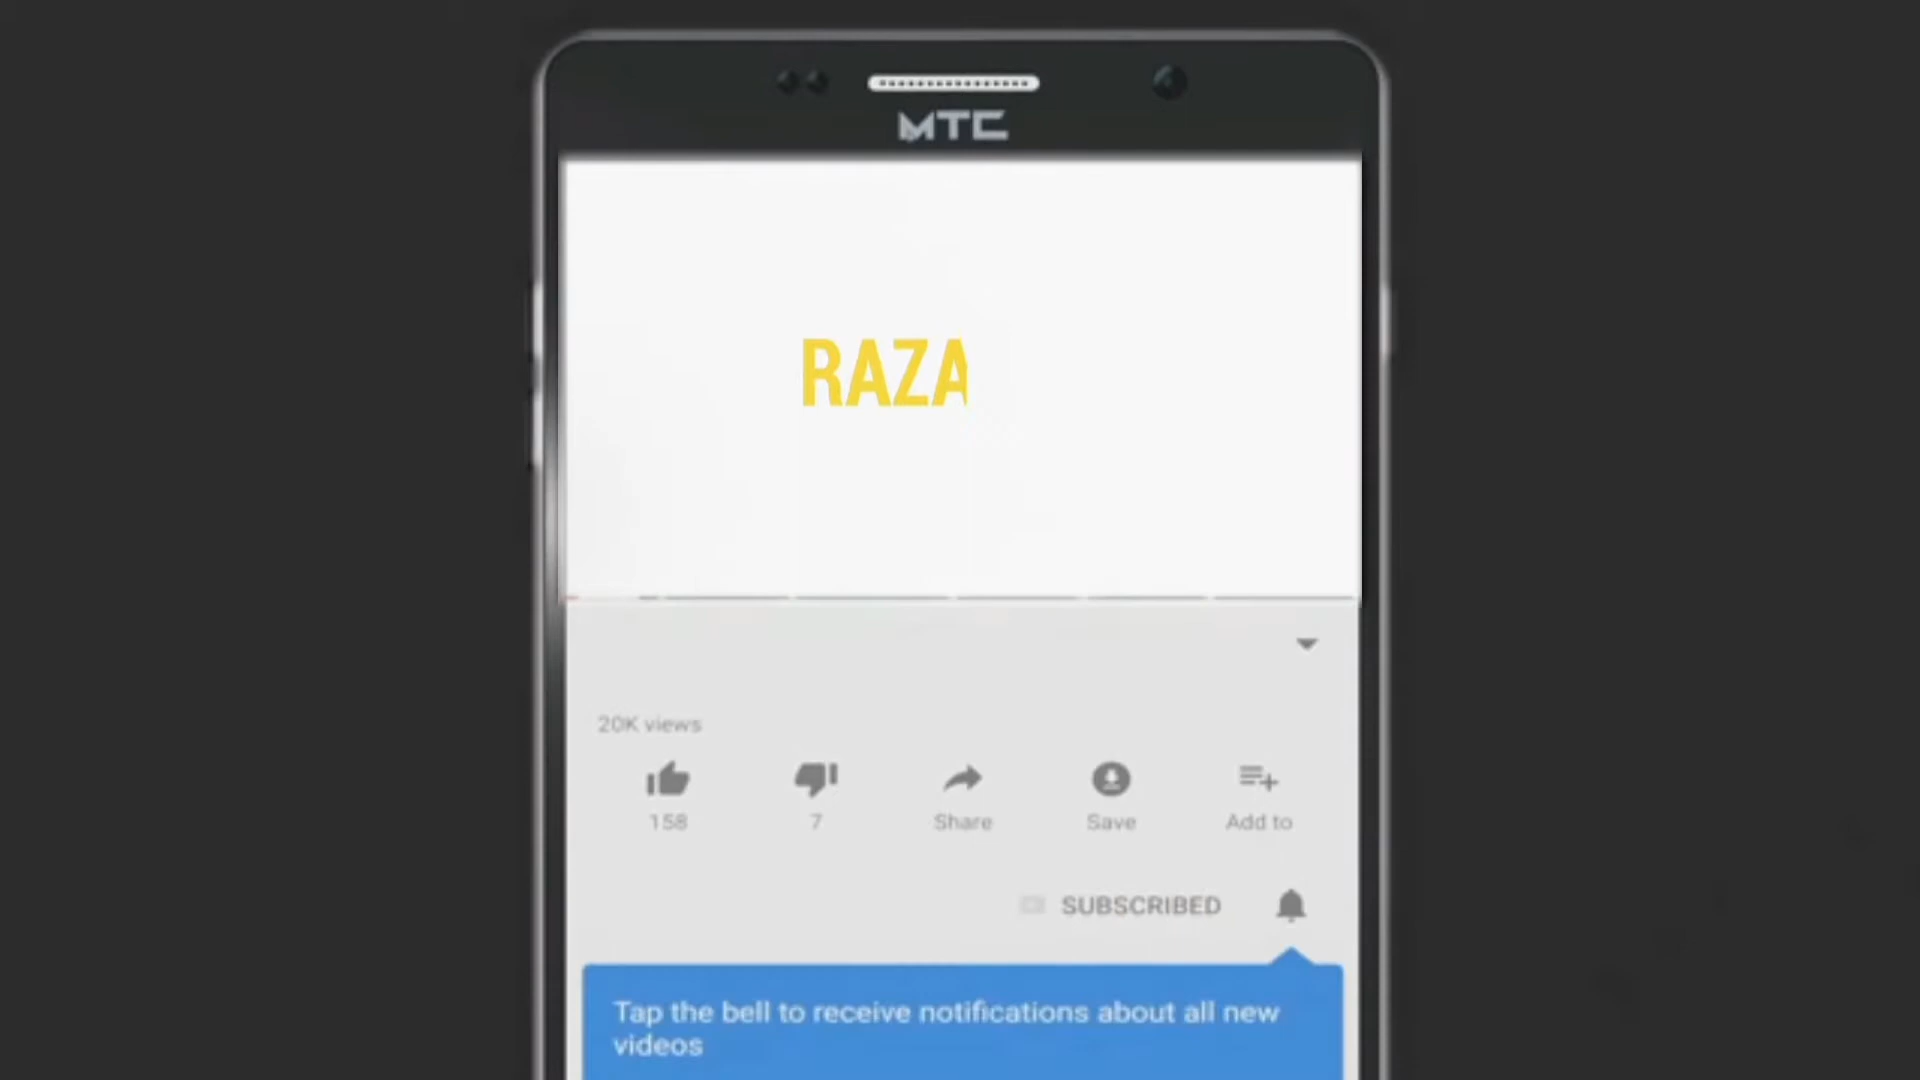 MTC
RAZA
20K views
158 7 Share Save Add to
SUBSCRIBED
Tap the bell to receive notifications about all new
videos